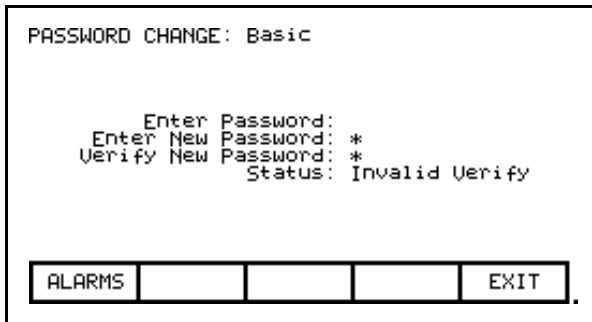 PASSWORD CHANGE: Basic
Enter Password:
Enter New Password: *
Verify New Password: *
Status: Invalid Verify
ALARMS EXIT